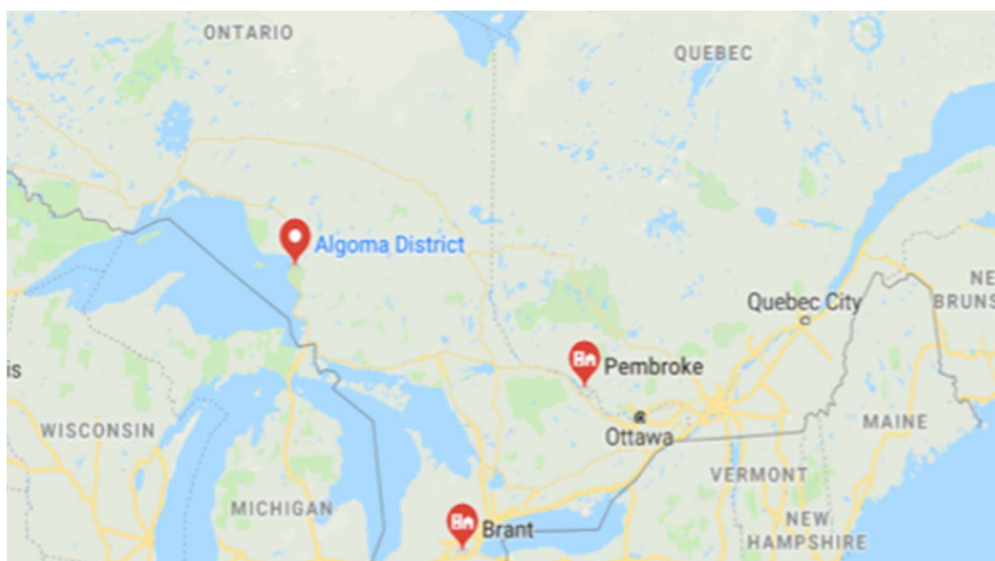 ONTARIO
QUEBEC
Algoma District
NE
BRUNS
Quebec City
Pembroke
is
MAINE
WISCONSIN
Ottawa
VERMONT
MICHIGAN
Brant
NEW
HAMPSHIRE